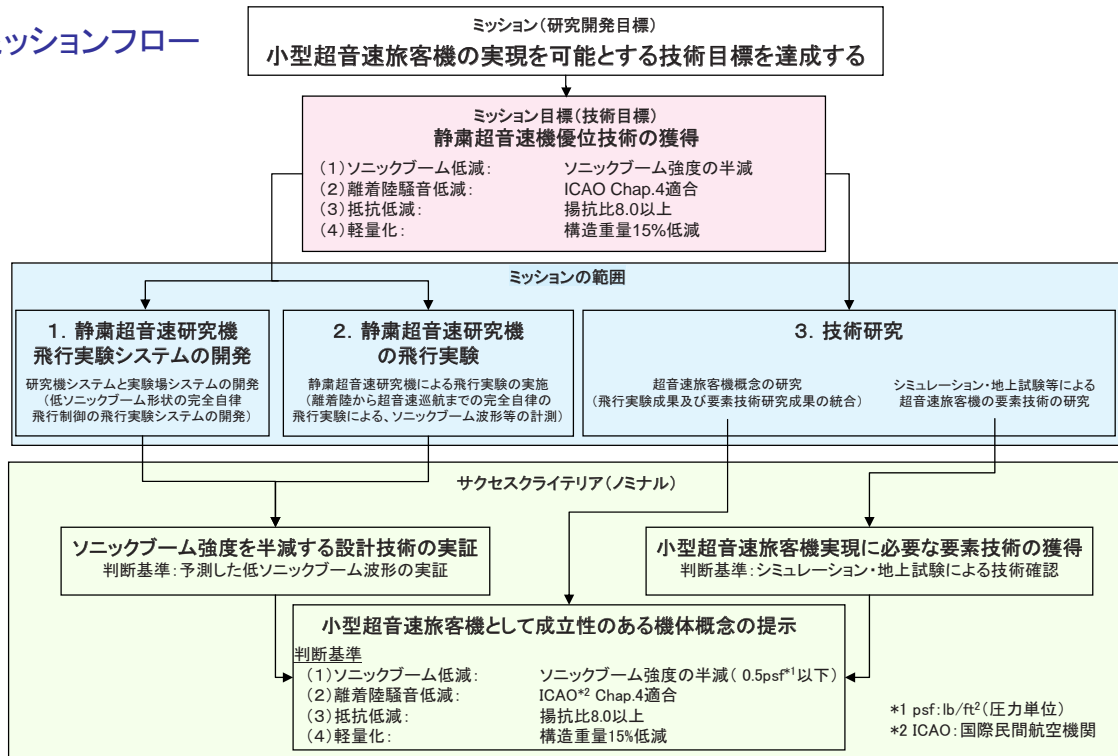 ミッションフロー
ミッション（研究開発目標）
小型超音速旅客機の実現を可能とする技術目標を達成する
ミッション目標（技術目標）
静粛超音速機優位技術の獲得
（1）ソニックブーム低減： ソニックブーム強度の半減
（2）離着陸騒音低減： ICAO Chap.4適合
（3）抵抗低減： 揚抗比8.0以上
（4）軽量化： 構造重量15%低減
ミッションの範囲
1．静粛超音速研究機
飛行実験システムの開発
研究機システムと実験場システムの開発
（低ソニックブーム形状の完全自律
飛行制御の飛行実験システムの開発）
2．静粛超音速研究機
の飛行実験
静粛超音速研究機による飛行実験の実施
（離着陸から超音速巡航までの完全自律の
飛行実験による、ソニックブーム波形等の計測）
3．技術研究
超音速旅客機概念の研究
（飛行実験成果及び要素技術研究成果の統合）
シミュレーション・地上試験等による
超音速旅客機の要素技術の研究
サクセスクライテリア（ノミナル）
ソニックブーム強度を半減する設計技術の実証
判断基準：予測した低ソニックブーム波形の実証
小型超音速旅客機実現に必要な要素技術の獲得
判断基準：シミュレーション・地上試験による技術確認
小型超音速旅客機として成立性のある機体概念の提示
判断基準
（1）ソニックブーム低減： ソニックブーム強度の半減（ 0.5psf*1以下）
（2）離着陸騒音低減： ICAO*2 Chap.4適合
（3）抵抗低減： 揚抗比8.0以上
（4）軽量化： 構造重量15%低減
*1 psf：lb/ft2（圧力単位）
*2 ICAO：国際民間航空機関